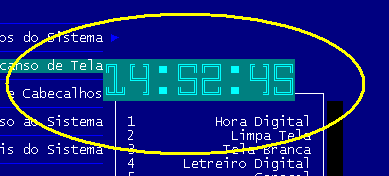 os do Sistema ►
canso de Tela
14:52:45
e Cabecalhos
so ao Sistema
is do Sistema
1 Hora Digital
2 Limpa Tela
3 Tela Branca
4 Letreiro Digital